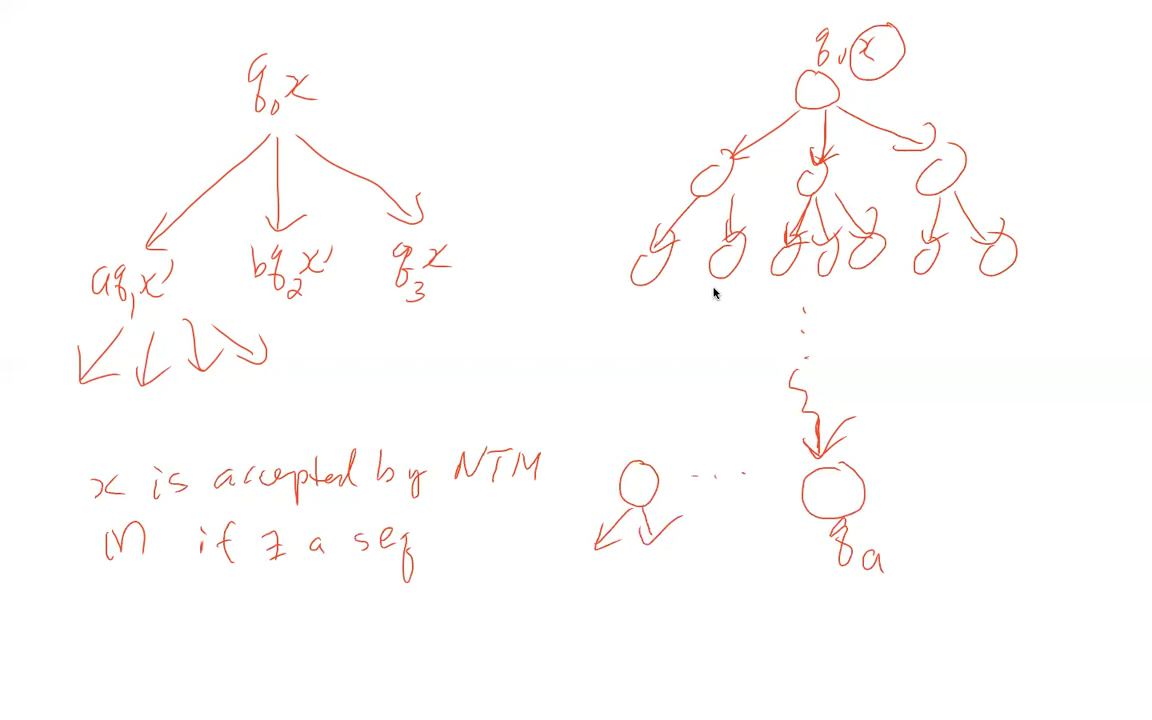 q₀x
aq₁x' bq₂x' q₃x
x is accepted by NTM
M if ∃ a seq
q₀x
qₐ